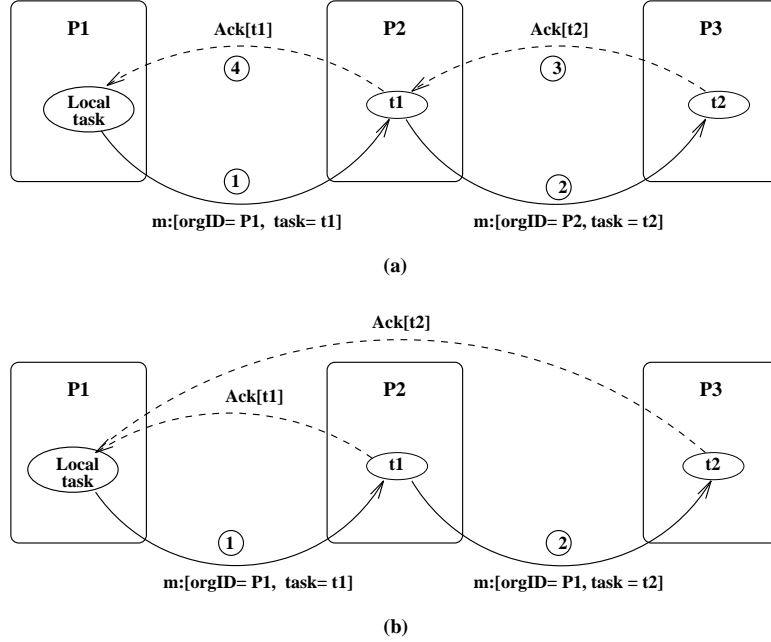 P1
P2
P3
Ack[t1]
Ack[t2]
4
3
Local
task
t1
t2
1
2
m:[orgID= P1, task= t1]
m:[orgID= P2, task = t2]
(a)
Ack[t2]
P1
P2
P3
Ack[t1]
Local
task
t1
t2
1
2
m:[orgID= P1, task= t1]
m:[orgID= P1, task = t2]
(b)